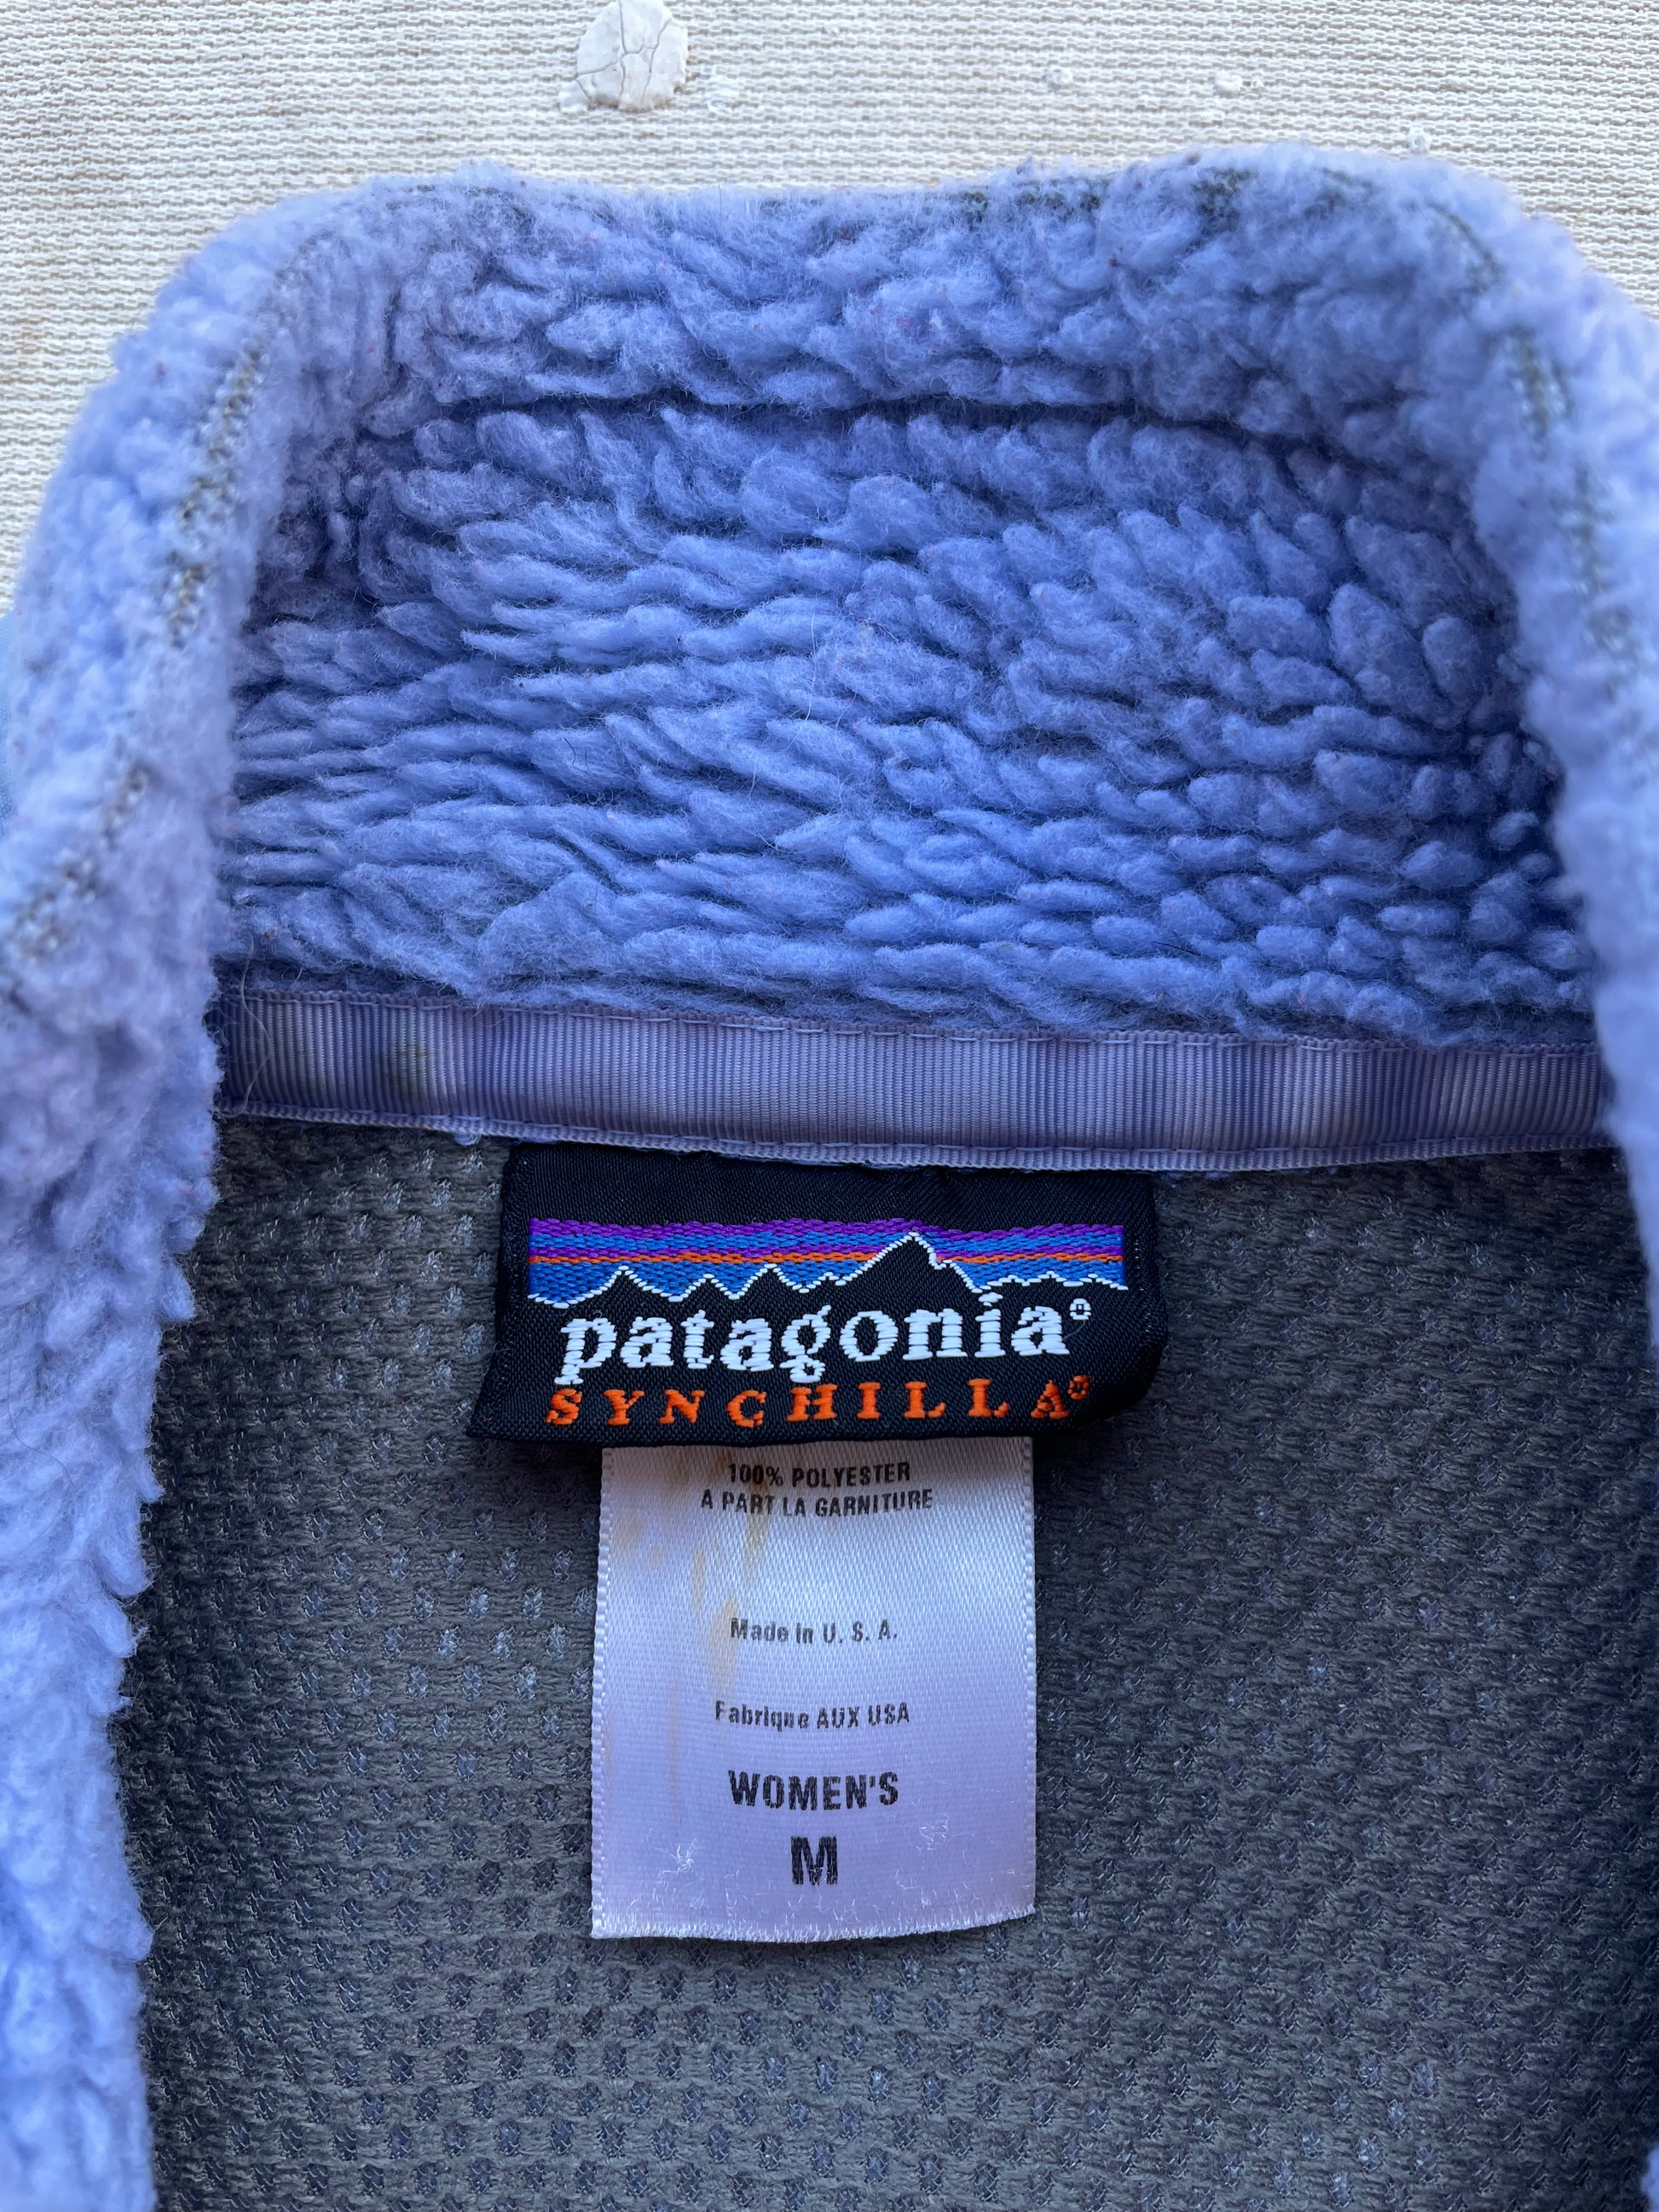 patagonia®
SYNCHILLA®
100% POLYESTER
A PART LA GARNITURE
Made in U. S. A.
Fabrique AUX USA
WOMEN'S
M